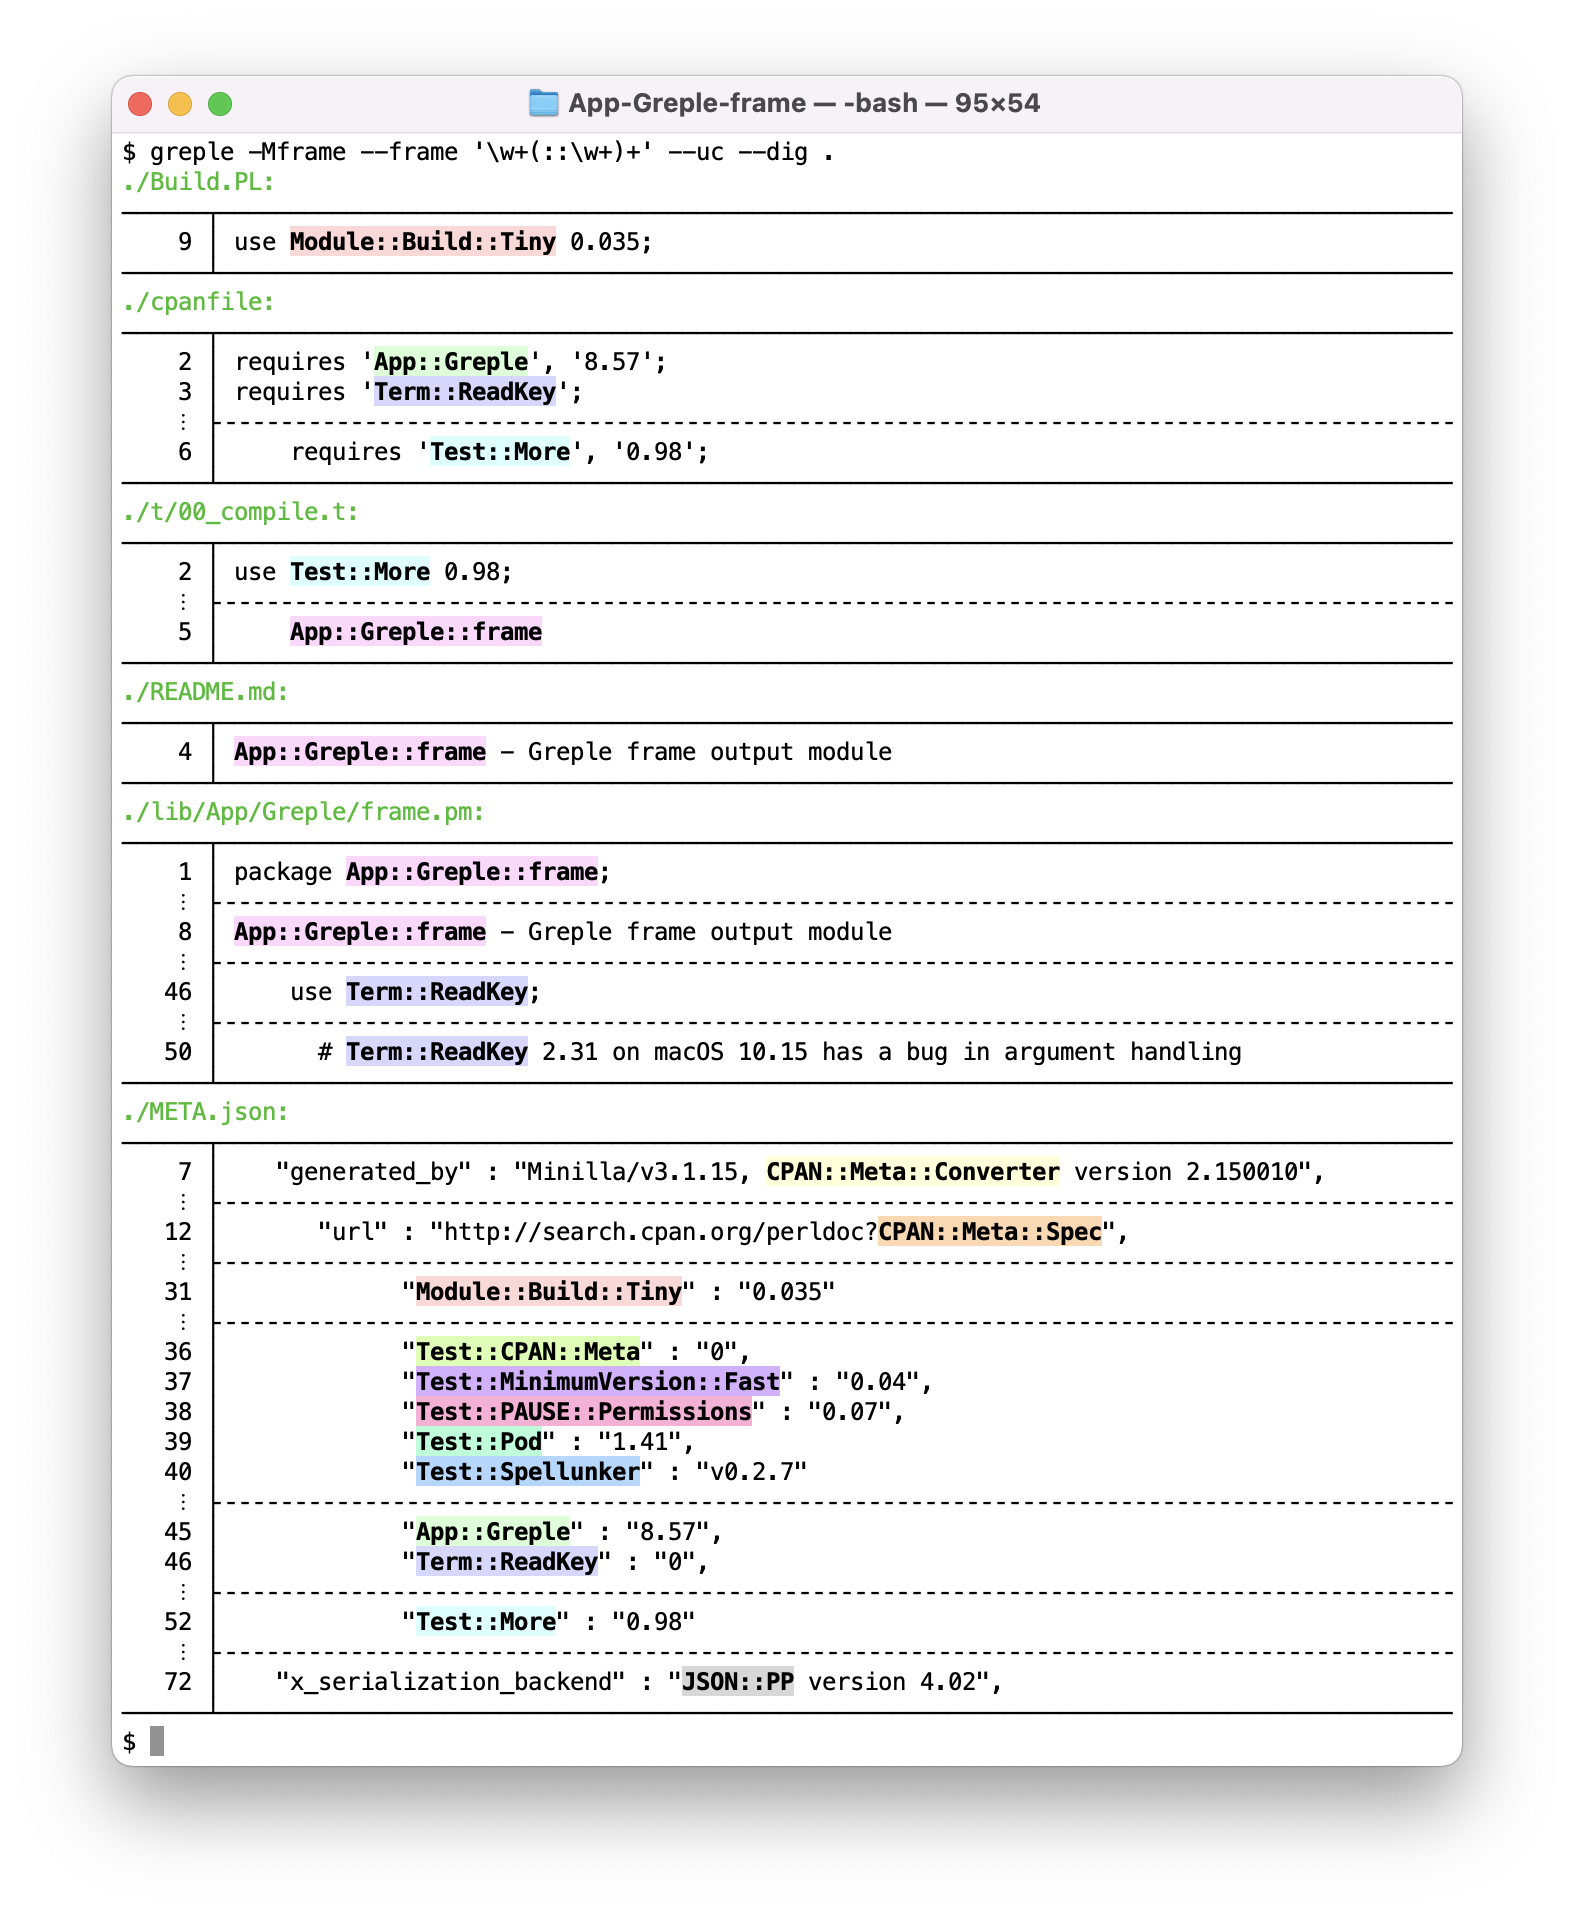 App-Greple-frame — -bash — 95×54
$ greple -Mframe --frame '\w+(::\w+)+' --uc --dig .
./Build.PL:
9 use Module::Build::Tiny 0.035;
./cpanfile:
2 requires 'App::Greple', '8.57';
3 requires 'Term::ReadKey';
⋮
6 requires 'Test::More', '0.98';
./t/00_compile.t:
2 use Test::More 0.98;
⋮
5 App::Greple::frame
./README.md:
4 App::Greple::frame - Greple frame output module
./lib/App/Greple/frame.pm:
1 package App::Greple::frame;
⋮
8 App::Greple::frame - Greple frame output module
⋮
46 use Term::ReadKey;
⋮
50 # Term::ReadKey 2.31 on macOS 10.15 has a bug in argument handling
./META.json:
7 "generated_by" : "Minilla/v3.1.15, CPAN::Meta::Converter version 2.150010",
⋮
12 "url" : "http://search.cpan.org/perldoc?CPAN::Meta::Spec",
⋮
31 "Module::Build::Tiny" : "0.035"
⋮
36 "Test::CPAN::Meta" : "0",
37 "Test::MinimumVersion::Fast" : "0.04",
38 "Test::PAUSE::Permissions" : "0.07",
39 "Test::Pod" : "1.41",
40 "Test::Spellunker" : "v0.2.7"
⋮
45 "App::Greple" : "8.57",
46 "Term::ReadKey" : "0",
⋮
52 "Test::More" : "0.98"
⋮
72 "x_serialization_backend" : "JSON::PP version 4.02",
$